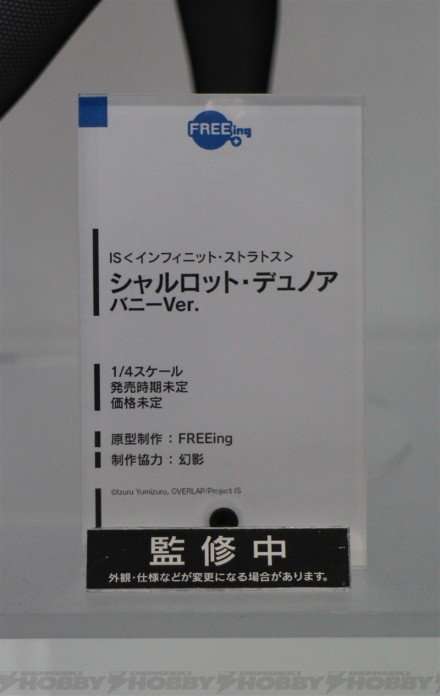 FREEing
IS<インフィニット・ストラトス>
シャルロット・デュノア
バニーVer.
1/4スケール
発売時期未定
価格未定
原型制作：FREEing
制作協力：幻影
©Izuru Yumizuru, OVERLAP/Project IS
監修中
外観・仕様などが変更になる場合があります。
HOBBY HOBBY HOBBY HOBBY